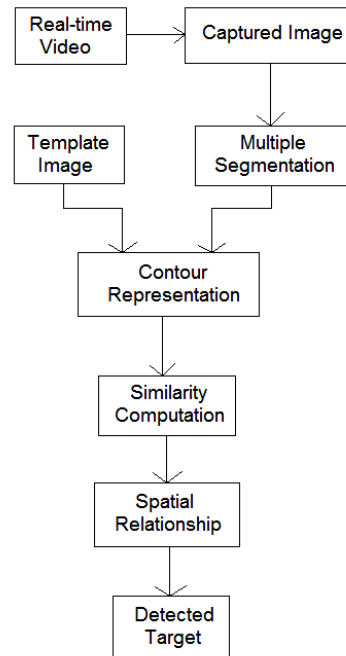 Real-time
Video
Captured Image
Template
Image
Multiple
Segmentation
Contour
Representation
Similarity
Computation
Spatial
Relationship
Detected
Target